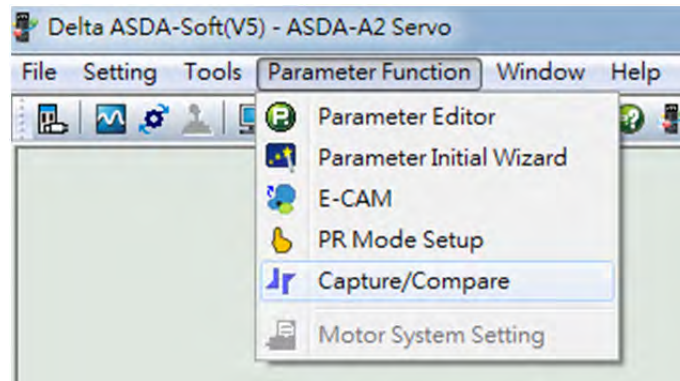 Delta ASDA-Soft(V5) - ASDA-A2 Servo
File Setting Tools Parameter Function Window Help
Parameter Editor
Parameter Initial Wizard
E-CAM
PR Mode Setup
Capture/Compare
Motor System Setting